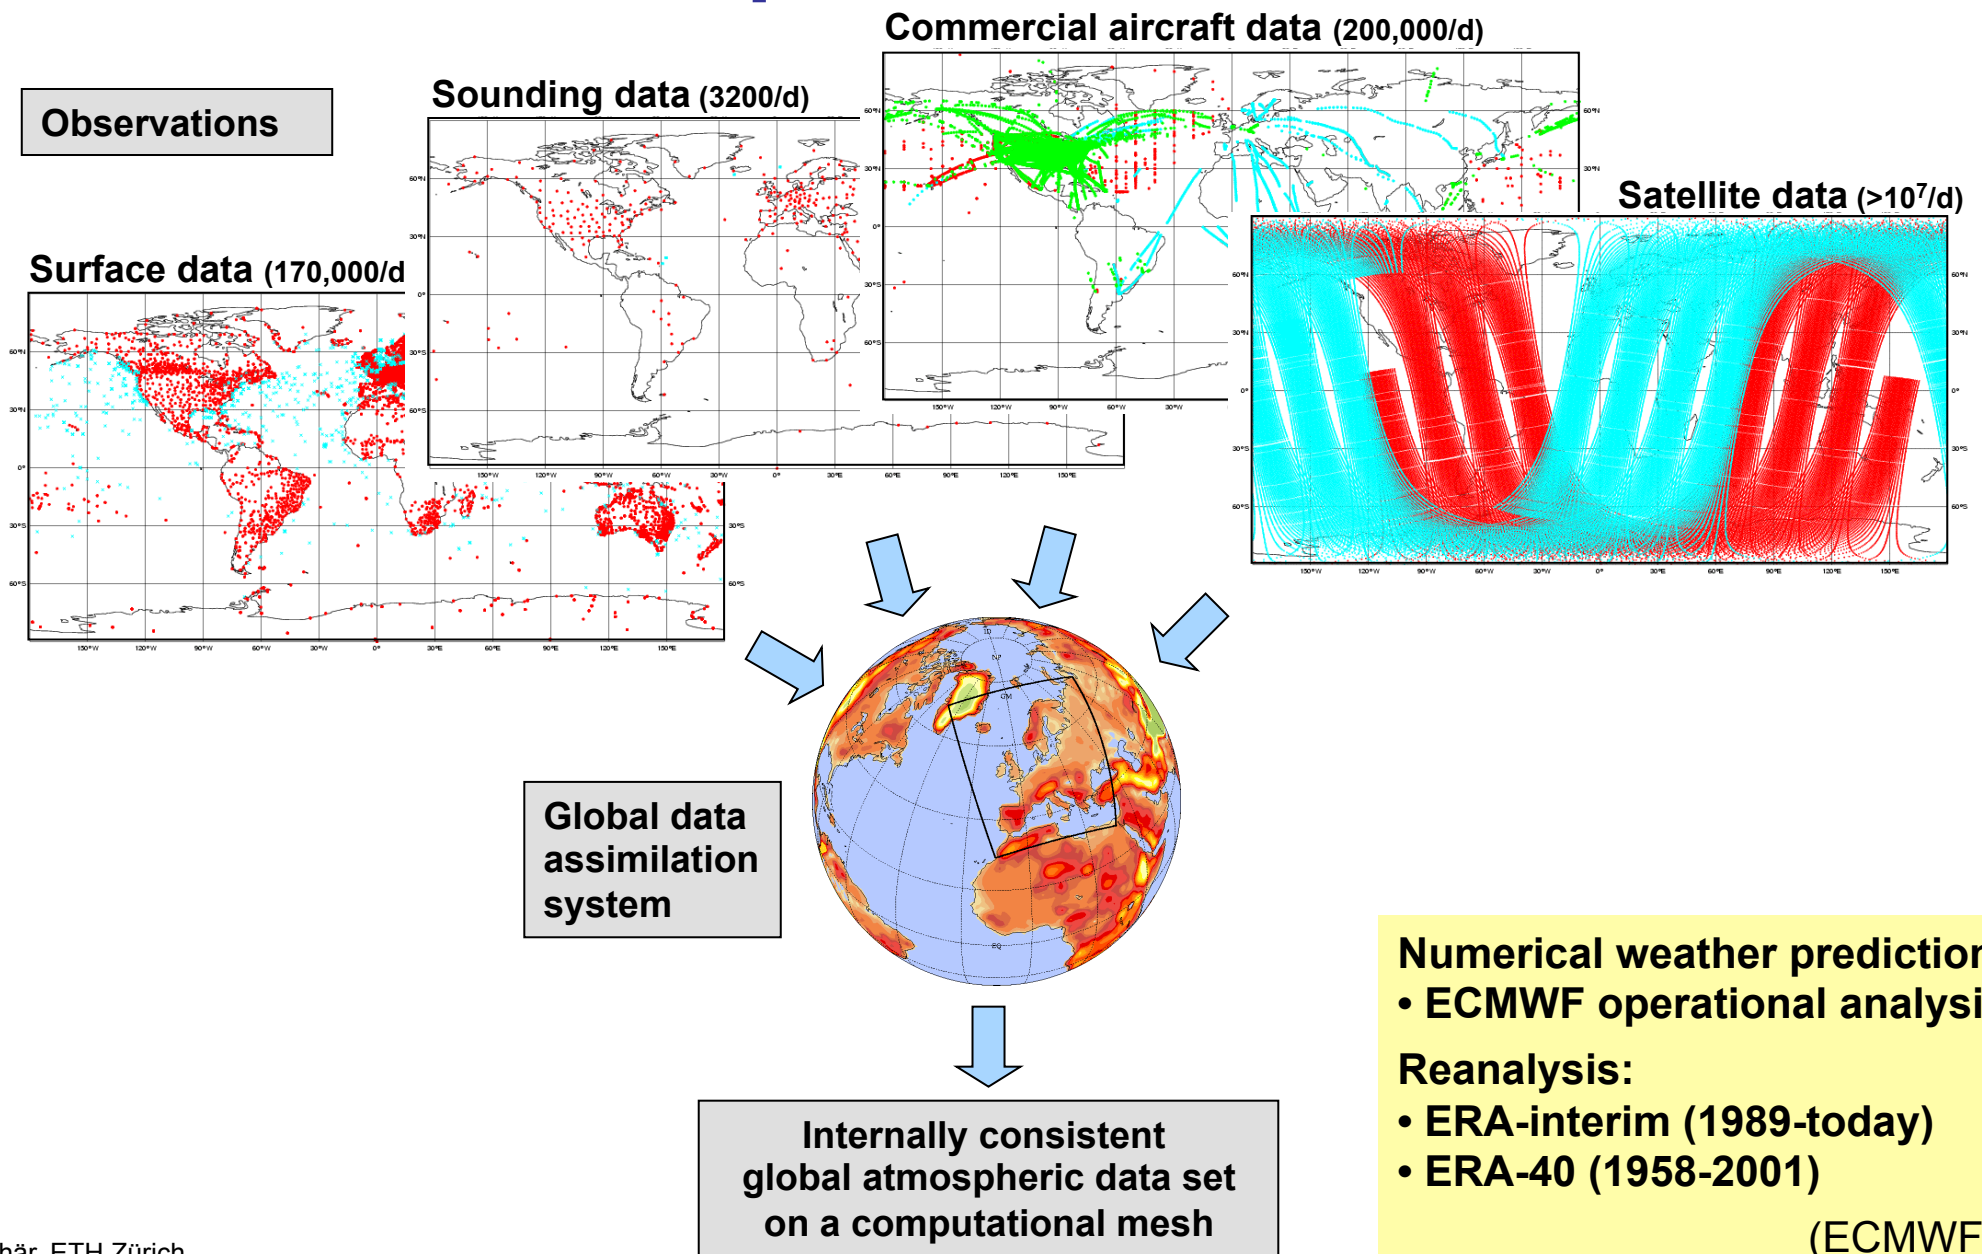 Commercial aircraft data (200,000/d)
Sounding data (3200/d)
Observations
Satellite data (>10⁷/d)
Surface data (170,000/d
Global data
assimilation
system
Numerical weather prediction
• ECMWF operational analysi
Reanalysis:
• ERA-interim (1989-today)
• ERA-40 (1958-2001)
(ECMWF
Internally consistent
global atmospheric data set
on a computational mesh
här, ETH Zürich